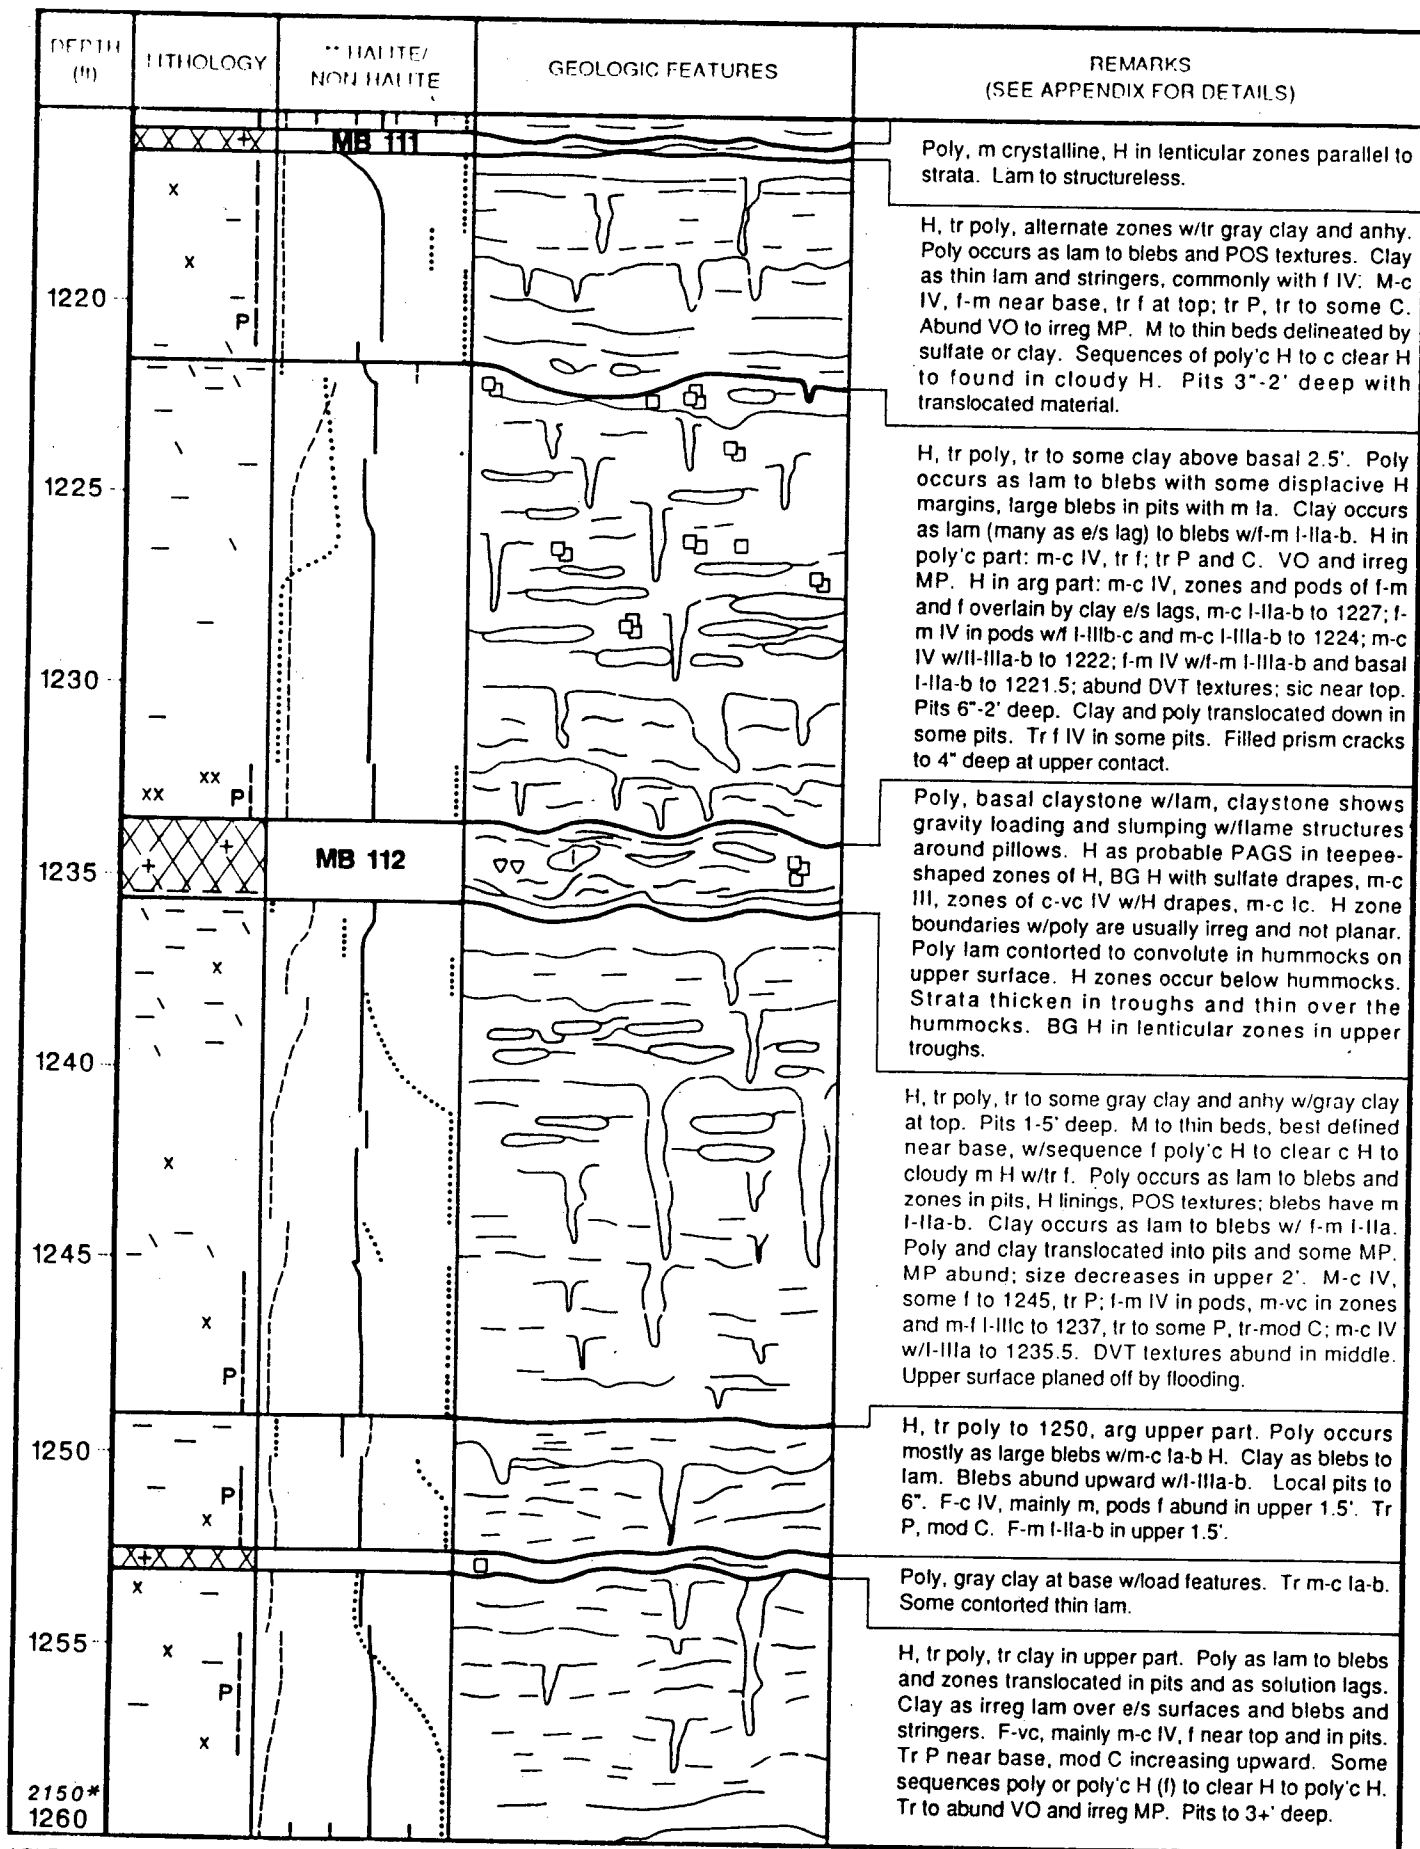 DEPTH
(ft)
LITHOLOGY
** HALITE/
NON HALITE
GEOLOGIC FEATURES
REMARKS
(SEE APPENDIX FOR DETAILS)
MB 111
Poly, m crystalline, H in lenticular zones parallel to
strata. Lam to structureless.
H, tr poly, alternate zones w/tr gray clay and anhy.
Poly occurs as lam to blebs and POS textures. Clay
as thin lam and stringers, commonly with f IV. M-c
IV, f-m near base, tr f at top; tr P, tr to some C.
Abund VO to irreg MP. M to thin beds delineated by
sulfate or clay. Sequences of poly'c H to c clear H
to found in cloudy H. Pits 3"-2' deep with
translocated material.
1220
P
H, tr poly, tr to some clay above basal 2.5'. Poly
occurs as lam to blebs with some displacive H
margins, large blebs in pits with m Ia. Clay occurs
as lam (many as e/s lag) to blebs w/f-m I-IIa-b. H in
poly'c part: m-c IV, tr f; tr P and C. VO and irreg
MP. H in arg part: m-c IV, zones and pods of f-m
and f overlain by clay e/s lags, m-c I-IIa-b to 1227; f-
m IV in pods w/f I-IIIb-c and m-c I-IIIa-b to 1224; m-c
IV w/II-IIIa-b to 1222; f-m IV w/f-m I-IIIa-b and basal
I-IIa-b to 1221.5; abund DVT textures; sic near top.
Pits 6"-2' deep. Clay and poly translocated down in
some pits. Tr f IV in some pits. Filled prism cracks
to 4" deep at upper contact.
1225
1230
P
MB 112
Poly, basal claystone w/lam, claystone shows
gravity loading and slumping w/flame structures
around pillows. H as probable PAGS in teepee-
shaped zones of H, BG H with sulfate drapes, m-c
III, zones of c-vc IV w/H drapes, m-c Ic. H zone
boundaries w/poly are usually irreg and not planar.
Poly lam contorted to convolute in hummocks on
upper surface. H zones occur below hummocks.
Strata thicken in troughs and thin over the
hummocks. BG H in lenticular zones in upper
troughs.
1235
1240
H, tr poly, tr to some gray clay and anhy w/gray clay
at top. Pits 1-5' deep. M to thin beds, best defined
near base, w/sequence f poly'c H to clear c H to
cloudy m H w/tr f. Poly occurs as lam to blebs and
zones in pits, H linings, POS textures; blebs have m
I-IIa-b. Clay occurs as lam to blebs w/ f-m I-IIa.
Poly and clay translocated into pits and some MP.
MP abund; size decreases in upper 2'. M-c IV,
some f to 1245, tr P; f-m IV in pods, m-vc in zones
and m-f I-IIIc to 1237, tr to some P, tr-mod C; m-c IV
w/I-IIIa to 1235.5. DVT textures abund in middle.
Upper surface planed off by flooding.
1245
P
H, tr poly to 1250, arg upper part. Poly occurs
mostly as large blebs w/m-c Ia-b H. Clay as blebs to
lam. Blebs abund upward w/I-IIIa-b. Local pits to
6". F-c IV, mainly m, pods f abund in upper 1.5'. Tr
P, mod C. F-m I-IIa-b in upper 1.5'.
1250
P
Poly, gray clay at base w/load features. Tr m-c Ia-b.
Some contorted thin lam.
1255
P
H, tr poly, tr clay in upper part. Poly as lam to blebs
and zones translocated in pits and as solution lags.
Clay as irreg lam over e/s surfaces and blebs and
stringers. F-vc, mainly m-c IV, f near top and in pits.
Tr P near base, mod C increasing upward. Some
sequences poly or poly'c H (f) to clear H to poly'c H.
Tr to abund VO and irreg MP. Pits to 3+' deep.
2150*
1260